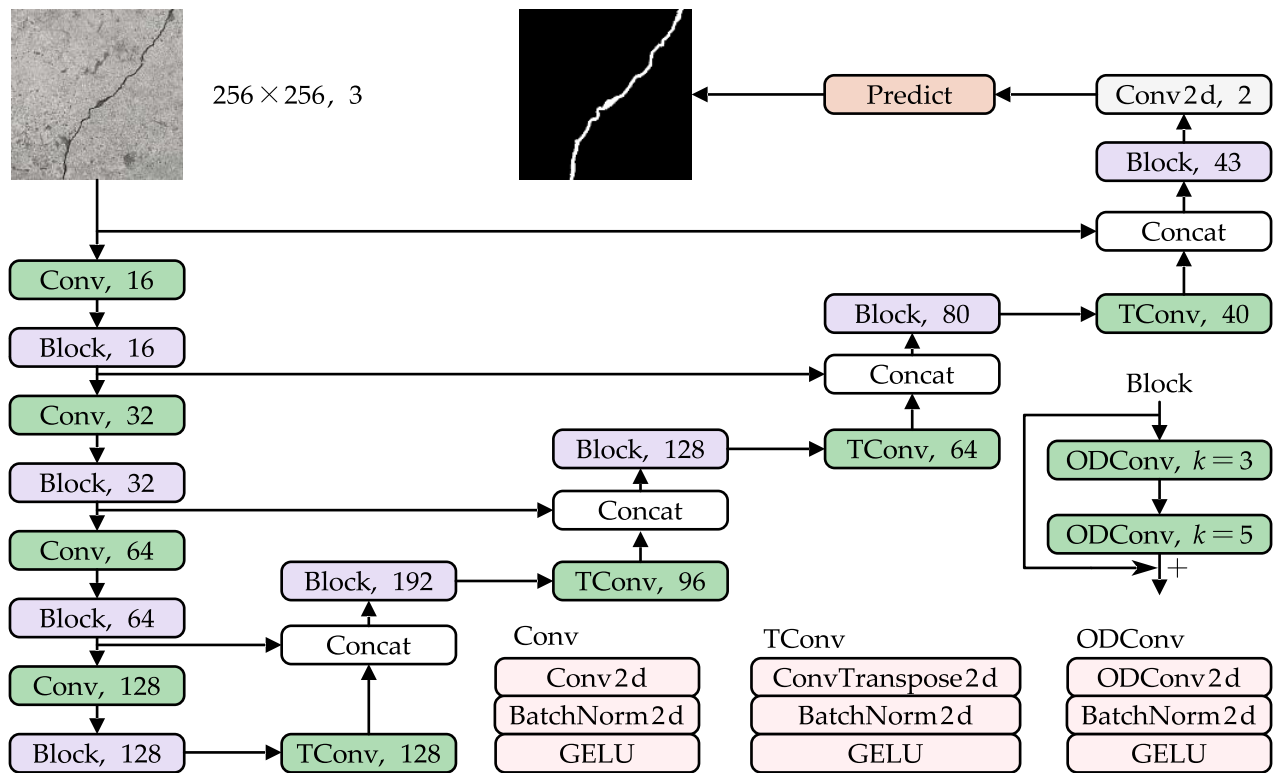 256×256, 3
Predict
Conv2d, 2
Block, 43
Concat
Conv, 16
Block, 16
Conv, 32
Block, 32
Conv, 64
Block, 64
Conv, 128
Block, 128
TConv, 128
Concat
Block, 192
TConv, 96
Concat
Block, 128
TConv, 64
Concat
Block, 80
TConv, 40
Block
ODConv, k = 3
ODConv, k = 5
+
Conv
Conv2d
BatchNorm2d
GELU
TConv
ConvTranspose2d
BatchNorm2d
GELU
ODConv
ODConv2d
BatchNorm2d
GELU